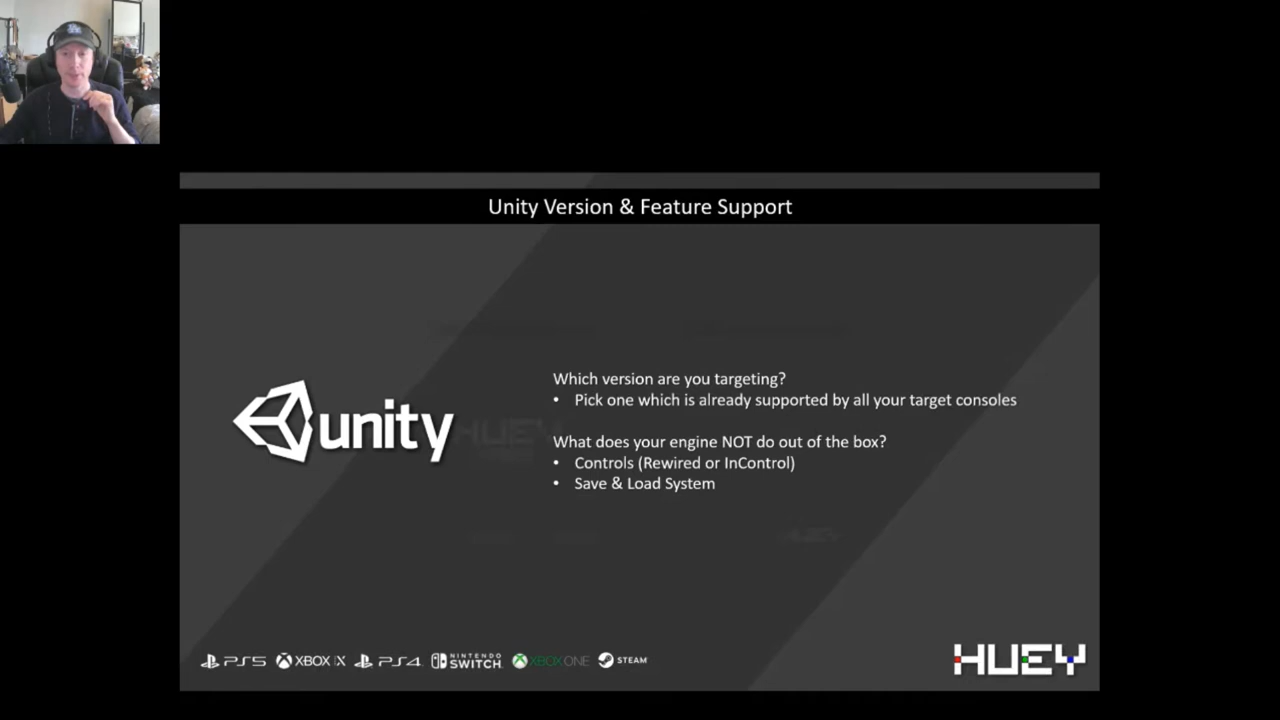 Unity Version & Feature Support
unity
Which version are you targeting?
• Pick one which is already supported by all your target consoles
What does your engine NOT do out of the box?
• Controls (Rewired or InControl)
• Save & Load System
PS5 XBOX X PS4 NINTENDO SWITCH XBOX ONE STEAM
HUEY